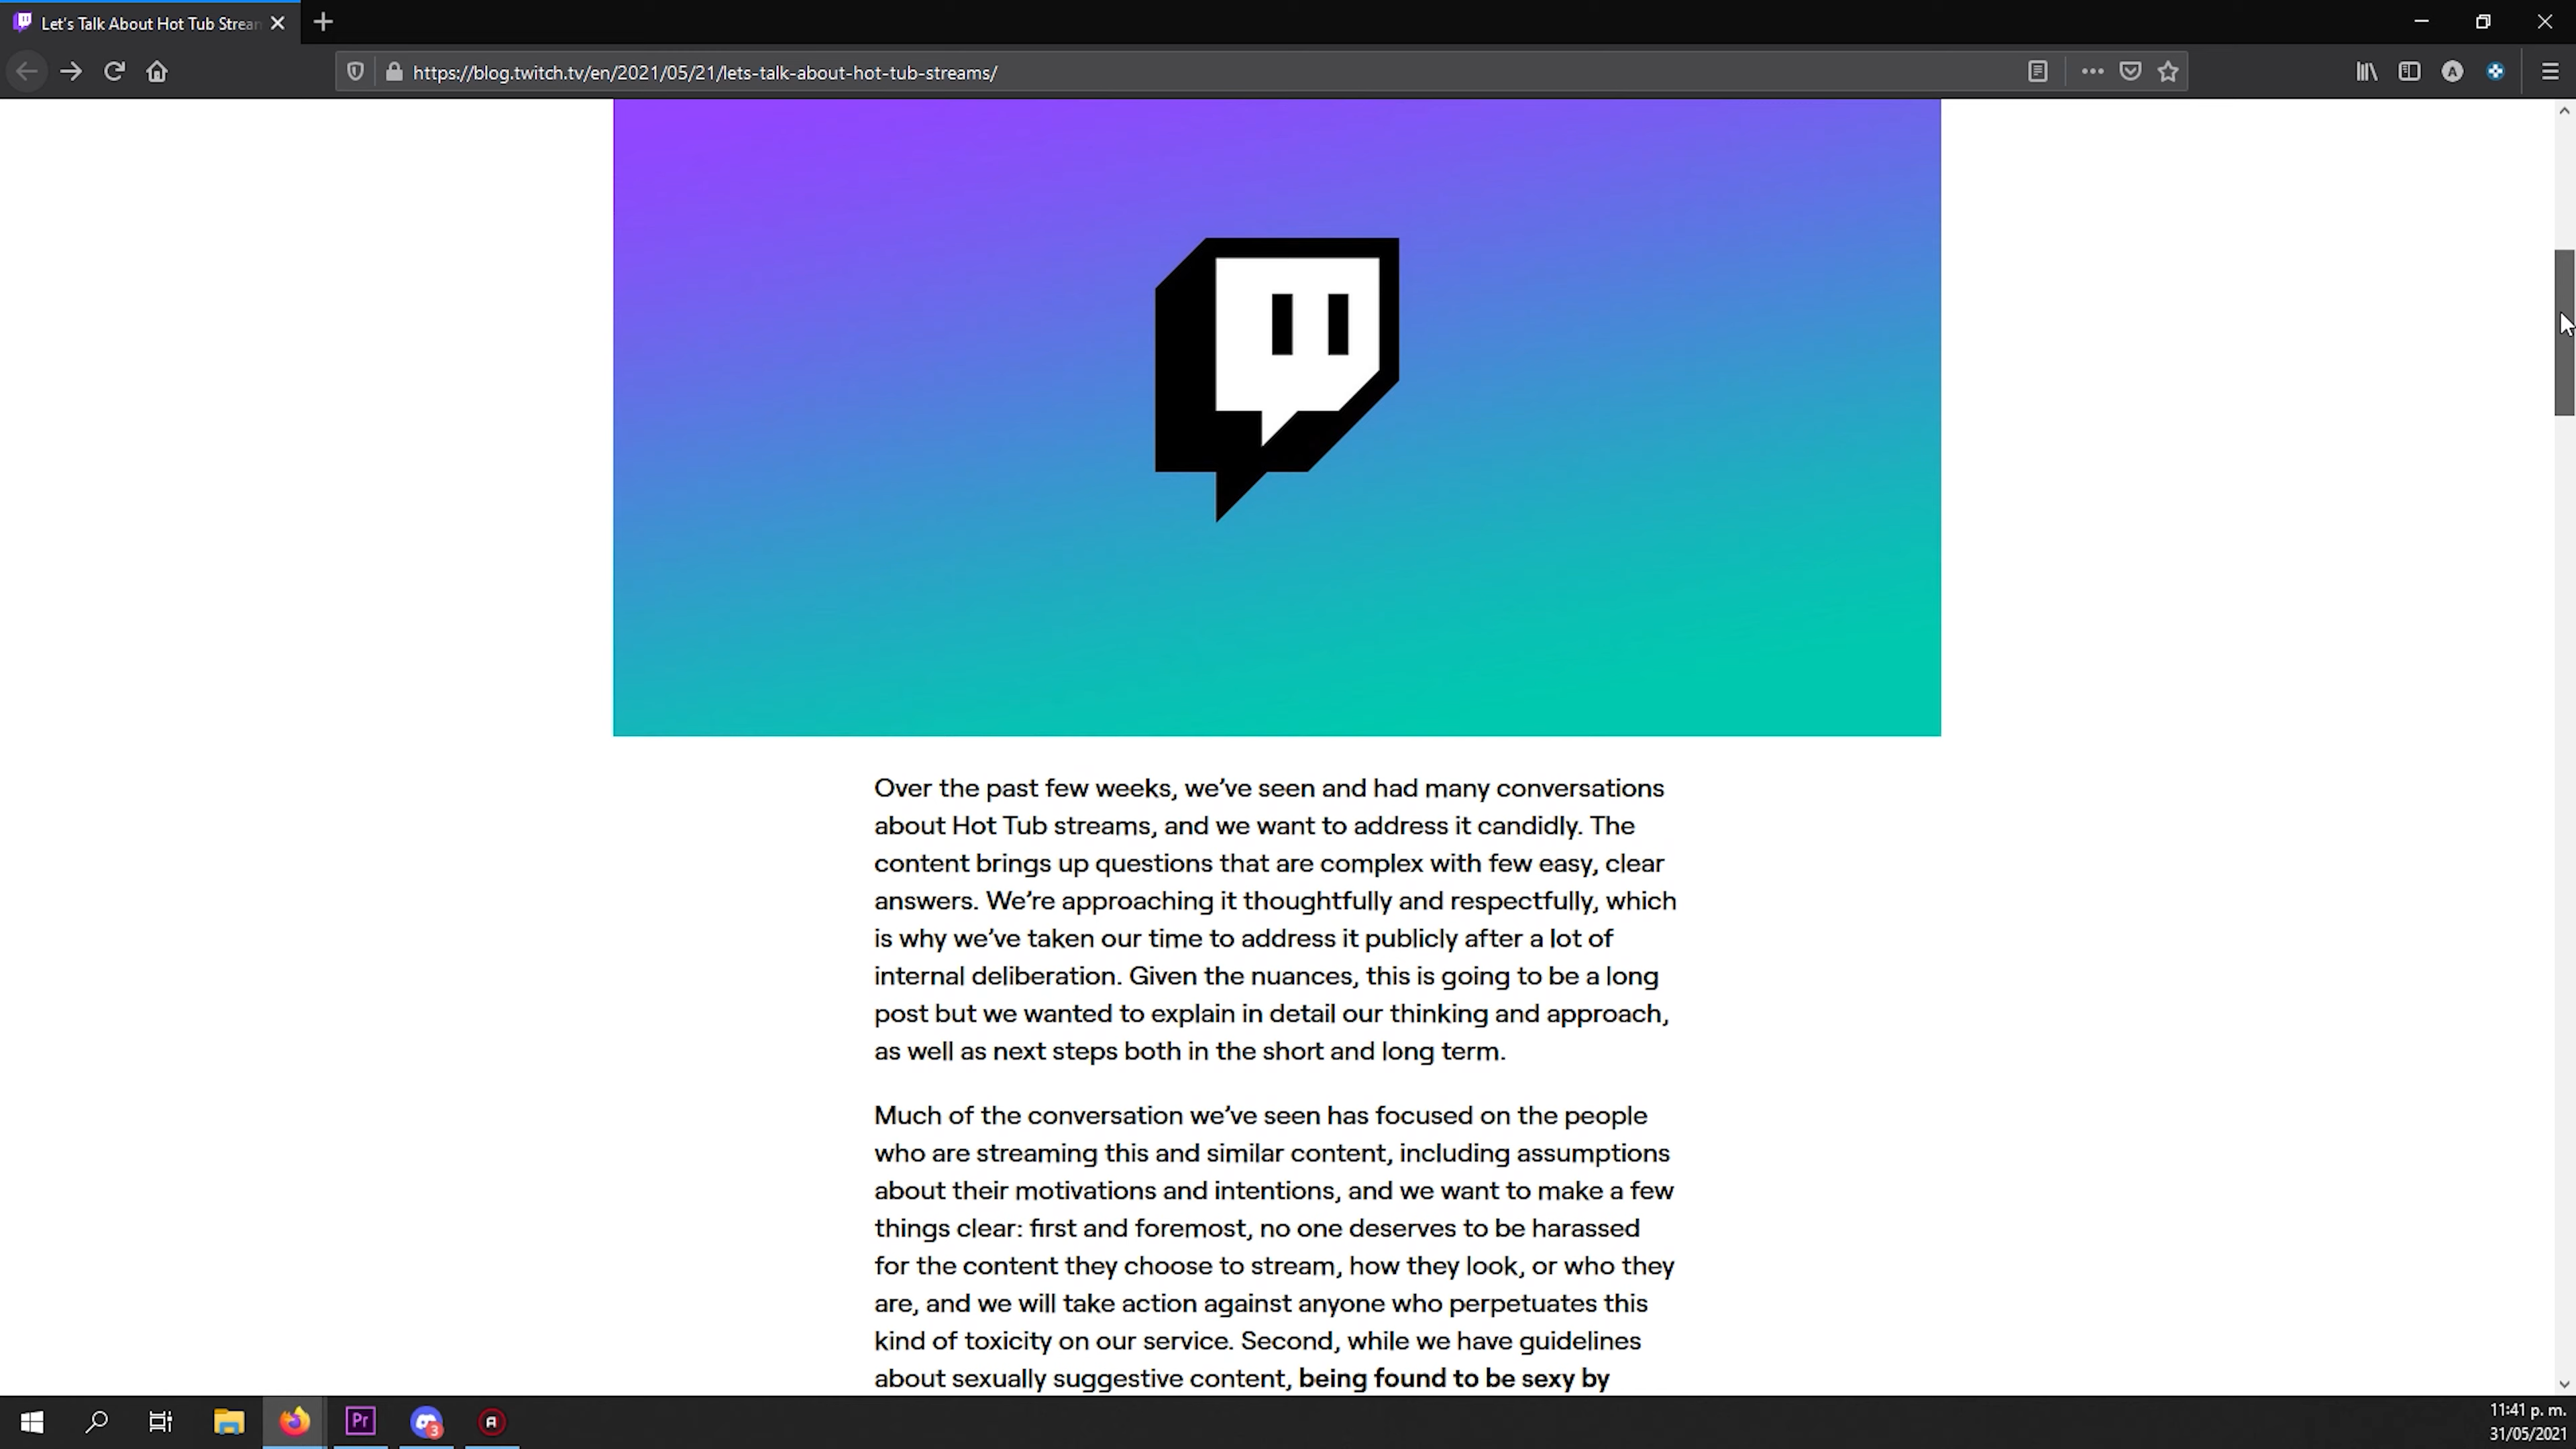 Let's Talk About Hot Tub Strean
https://blog.twitch.tv/en/2021/05/21/lets-talk-about-hot-tub-streams/
Over the past few weeks, we’ve seen and had many conversations
about Hot Tub streams, and we want to address it candidly. The
content brings up questions that are complex with few easy, clear
answers. We’re approaching it thoughtfully and respectfully, which
is why we’ve taken our time to address it publicly after a lot of
internal deliberation. Given the nuances, this is going to be a long
post but we wanted to explain in detail our thinking and approach,
as well as next steps both in the short and long term.
Much of the conversation we’ve seen has focused on the people
who are streaming this and similar content, including assumptions
about their motivations and intentions, and we want to make a few
things clear: first and foremost, no one deserves to be harassed
for the content they choose to stream, how they look, or who they
are, and we will take action against anyone who perpetuates this
kind of toxicity on our service. Second, while we have guidelines
about sexually suggestive content, being found to be sexy by
Pr
3
A
A
11:41 p. m.
31/05/2021